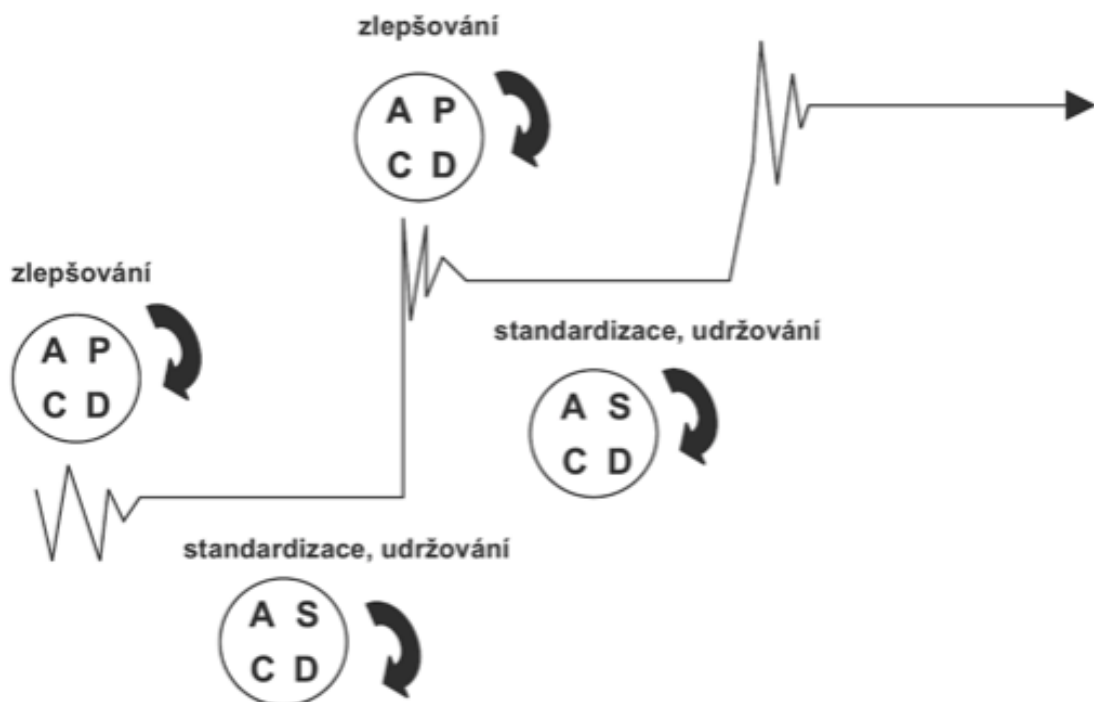 zlepšování
A P
C D
zlepšování
A P
C D
standardizace, udržování
A S
C D
standardizace, udržování
A S
C D